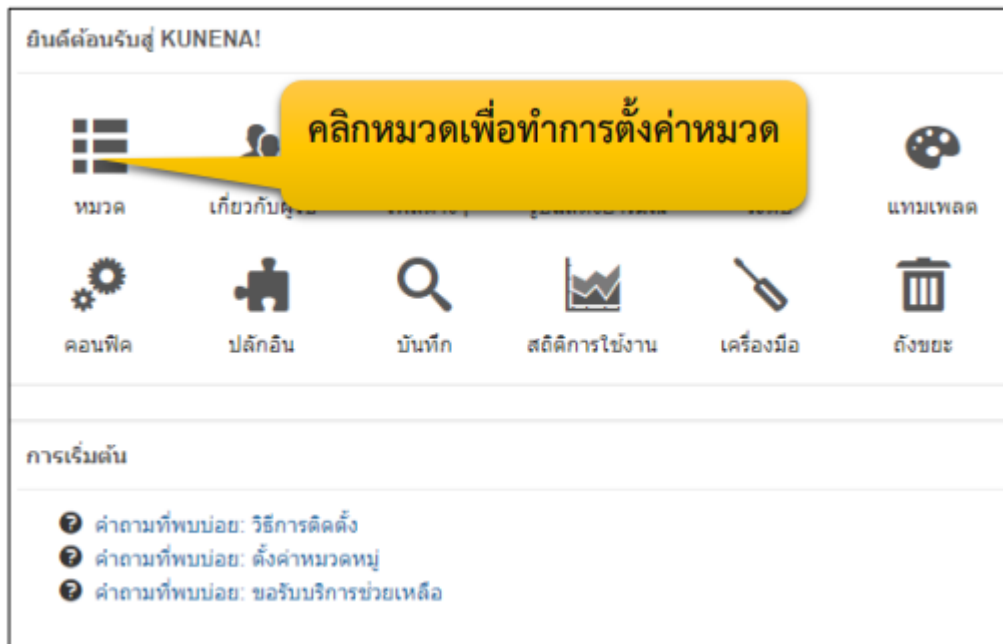 ยินดีต้อนรับสู่ KUNENA!
คลิกหมวดเพื่อทำการตั้งค่าหมวด
หมวด
แทมเพลต
คอนฟิค
ปลักอิน
บันทึก
สถิติการใช้งาน
เครื่องมือ
ถังขยะ
การเริ่มต้น
คำถามที่พบบ่อย: วิธีการติดตั้ง
คำถามที่พบบ่อย: ตั้งค่าหมวดหมู่
คำถามที่พบบ่อย: ขอรับบริการช่วยเหลือ